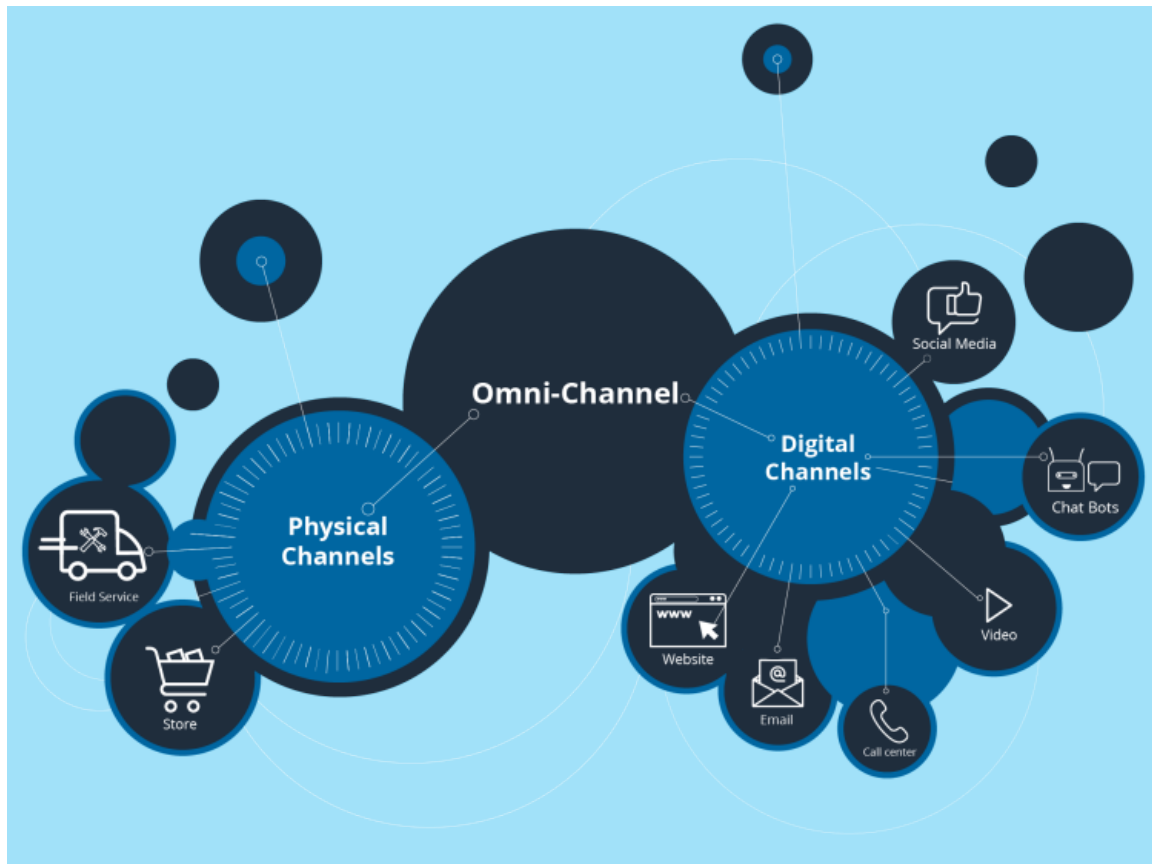 Omni-Channel
Physical
Channels
Field Service
Store
Digital
Channels
Social Media
Chat Bots
Video
Call center
@
Email
www
Website